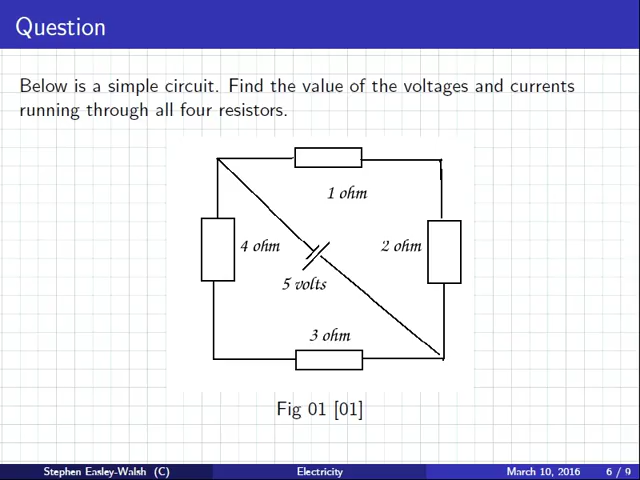 Question
Below is a simple circuit. Find the value of the voltages and currents
running through all four resistors.
1 ohm
4 ohm
2 ohm
5 volts
3 ohm
Fig 01 [01]
Stephen Easley-Walsh (C)
Electricity
March 10, 2016
6 / 9